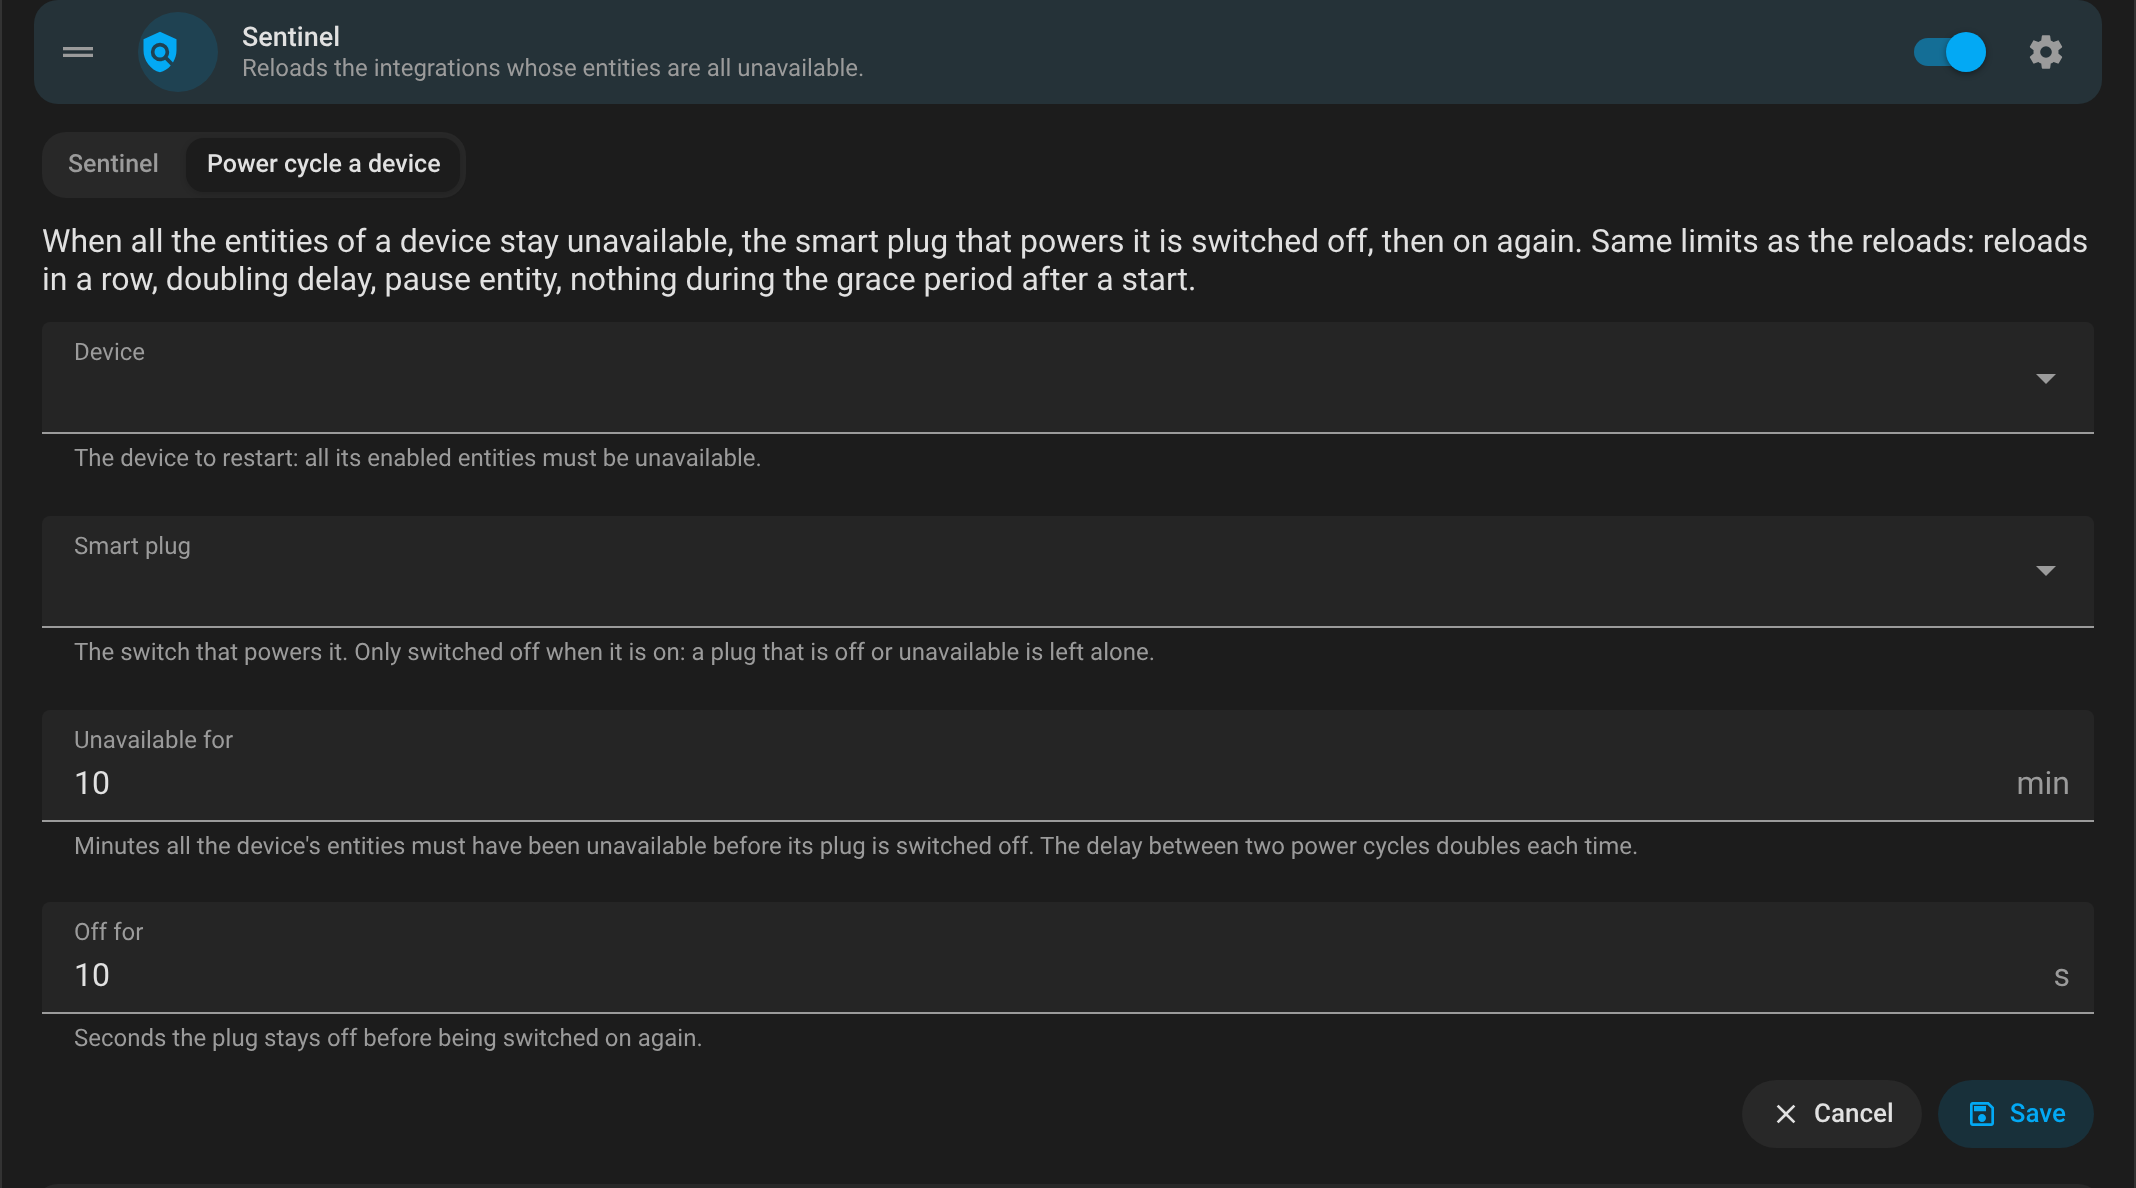 Sentinel
Reloads the integrations whose entities are all unavailable.
Sentinel
Power cycle a device
When all the entities of a device stay unavailable, the smart plug that powers it is switched off, then on again. Same limits as the reloads: reloads
in a row, doubling delay, pause entity, nothing during the grace period after a start.
Device
The device to restart: all its enabled entities must be unavailable.
Smart plug
The switch that powers it. Only switched off when it is on: a plug that is off or unavailable is left alone.
Unavailable for
10 min
Minutes all the device's entities must have been unavailable before its plug is switched off. The delay between two power cycles doubles each time.
Off for
10 s
Seconds the plug stays off before being switched on again.
Cancel
Save